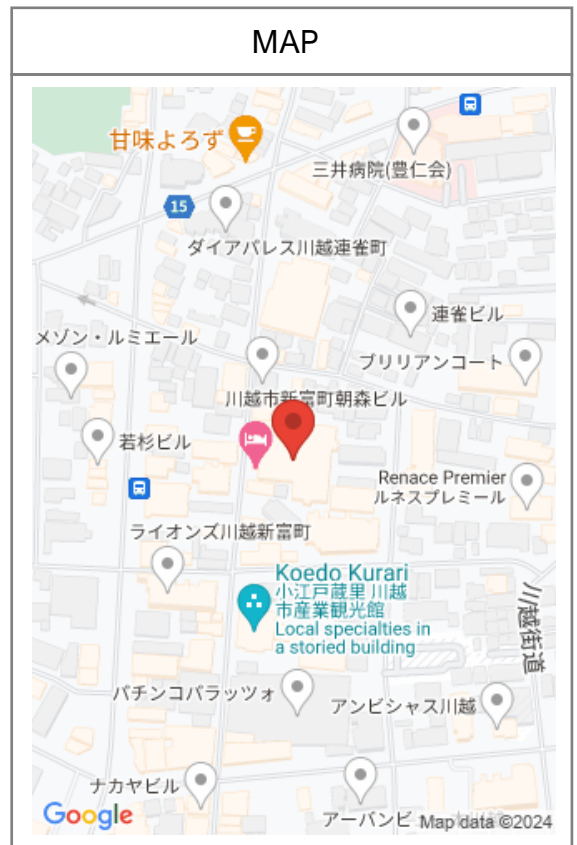 MAP
甘味よろず
三井病院(豊仁会)
15
ダイアパレス川越連雀町
連雀ビル
メゾン・ルミエール
ブリリアンコート
川越市新富町朝森ビル
若杉ビル
Renace Premier
ルネスプレミール
ライオンズ川越新富町
Koedo Kurari
小江戸蔵里 川越
市産業観光館
Local specialties in
a storied building
川越街道
パチンコパラッツォ
アンビシャス川越
ナカヤビル
アーバンビ
Google
Map data ©2024